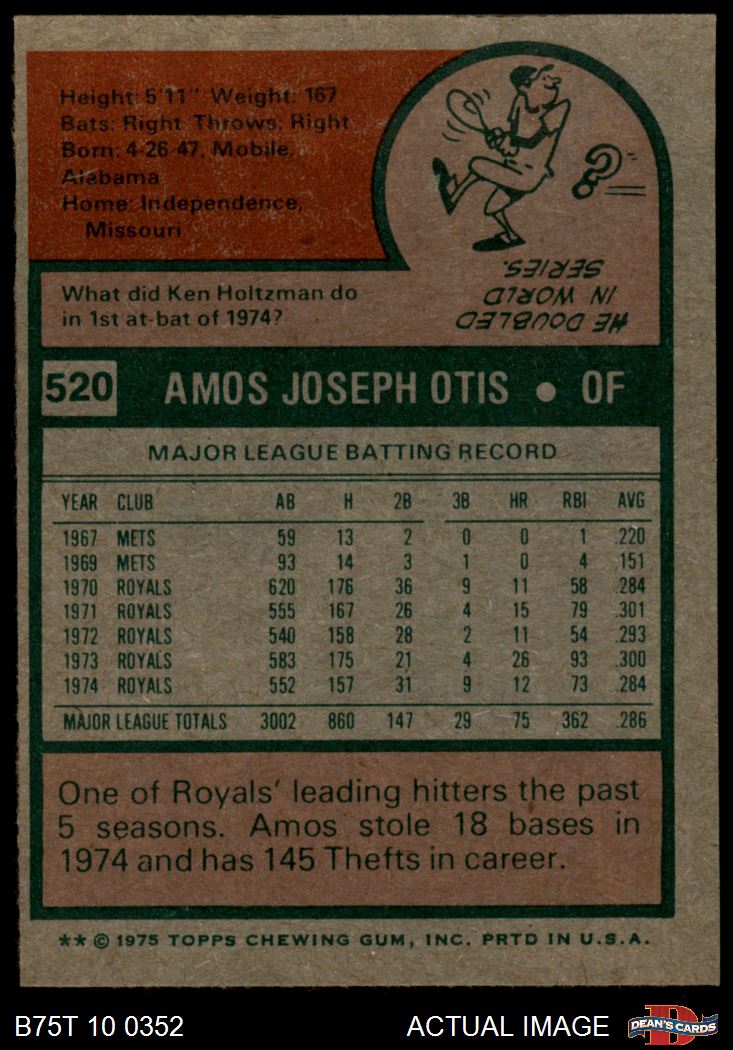 Height: 5'11" Weight: 167
Bats: Right Throws: Right
Born: 4-26-47, Mobile,
Alabama
Home: Independence,
Missouri
What did Ken Holtzman do
in 1st at-bat of 1974?
?
HE DOUBLED
IN WORLD
SERIES.
520 AMOS JOSEPH OTIS • OF
MAJOR LEAGUE BATTING RECORD
YEAR CLUB AB H 2B 3B HR RBI AVG
1967 METS 59 13 2 0 0 1 .220
1969 METS 93 14 3 1 0 4 .151
1970 ROYALS 620 176 36 9 11 58 .284
1971 ROYALS 555 167 26 4 15 79 .301
1972 ROYALS 540 158 28 2 11 54 .293
1973 ROYALS 583 175 21 4 26 93 .300
1974 ROYALS 552 157 31 9 12 73 .284
MAJOR LEAGUE TOTALS 3002 860 147 29 75 362 .286
One of Royals' leading hitters the past
5 seasons. Amos stole 18 bases in
1974 and has 145 Thefts in career.
** © 1975 TOPPS CHEWING GUM, INC. PRTD IN U.S.A.
B75T 10 0352 ACTUAL IMAGE D DEAN'S CARDS